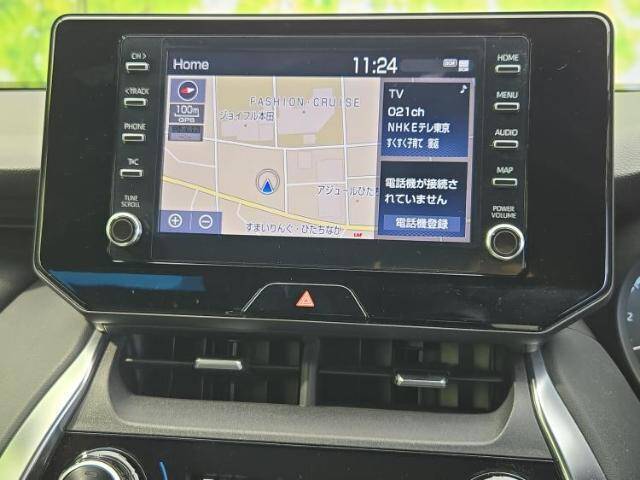 CH >
< TRACK
PHONE
T/C
TUNE
SCROLL
Home
11:24
100m
GPS
FASHION CRUISE
ジョイフル本田
アジュールひたち
すまいりんぐ・ひたちなか
TV
021ch
NHKEテレ東京
すくすく子育て
電話機が接続さ
れていません
電話機登録
HOME
MENU
AUDIO
MAP
POWER
VOLUME
2